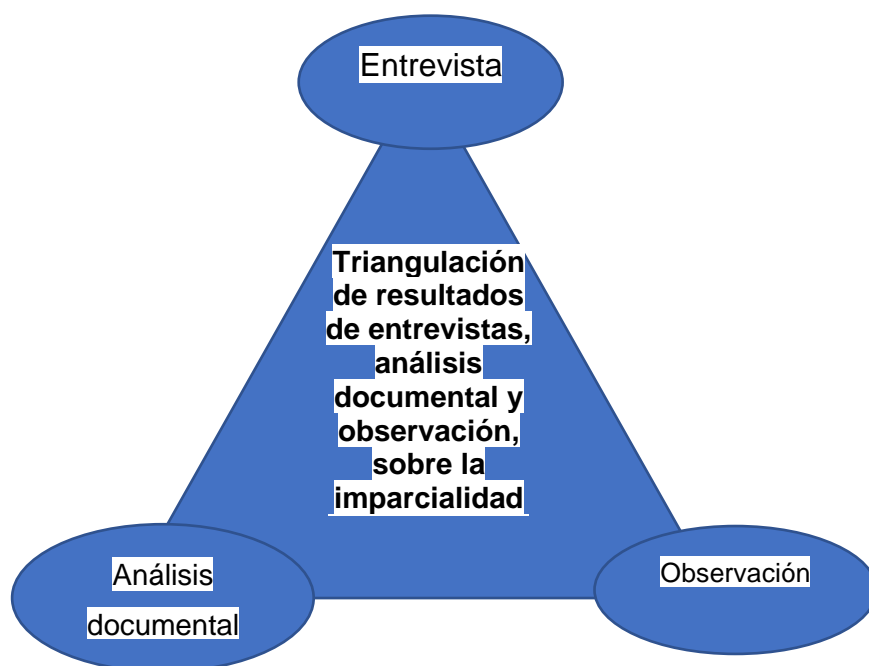 Entrevista
Triangulación
de resultados
de entrevistas,
análisis
documental y
observación,
sobre la
imparcialidad
Análisis
documental
Observación